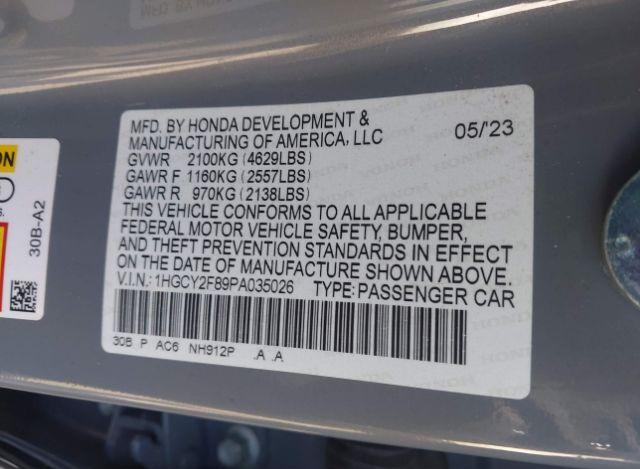 MFD. BY HONDA DEVELOPMENT &
MANUFACTURING OF AMERICA, LLC 05/'23
GVWR 2100KG (4629LBS)
GAWR F 1160KG (2557LBS)
GAWR R 970KG (2138LBS)
THIS VEHICLE CONFORMS TO ALL APPLICABLE
FEDERAL MOTOR VEHICLE SAFETY, BUMPER,
AND THEFT PREVENTION STANDARDS IN EFFECT
ON THE DATE OF MANUFACTURE SHOWN ABOVE.
V.I.N.:1HGCY2F89PA035026 TYPE:PASSENGER CAR
30B P AC6 NH912P .A .A
30B-A2